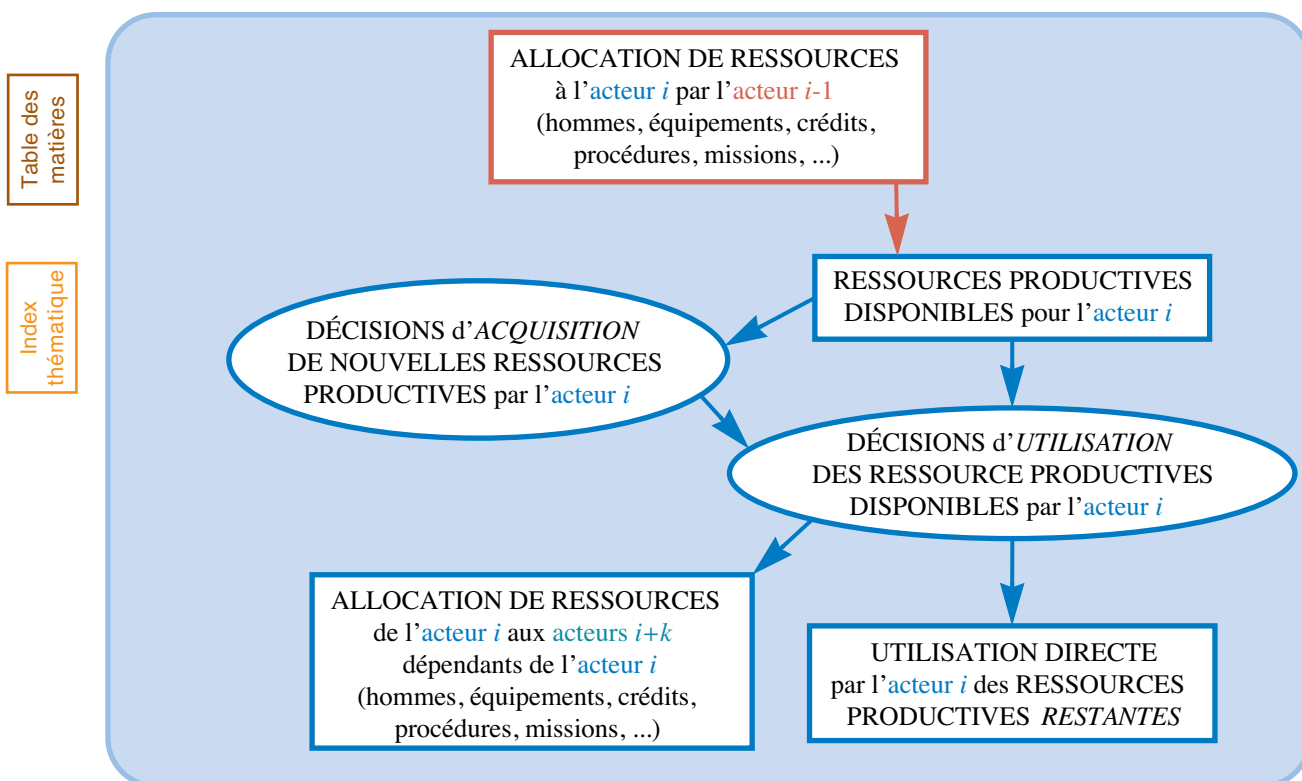 Table des
matières
Index
thématique
ALLOCATION DE RESSOURCES
à l’acteur i par l’acteur i-1
(hommes, équipements, crédits,
procédures, missions, ...)
RESSOURCES PRODUCTIVES
DISPONIBLES pour l’acteur i
DÉCISIONS d’ACQUISITION
DE NOUVELLES RESSOURCES
PRODUCTIVES par l’acteur i
DÉCISIONS d’UTILISATION
DES RESSOURCE PRODUCTIVES
DISPONIBLES par l’acteur i
ALLOCATION DE RESSOURCES
de l’acteur i aux acteurs i+k
dépendants de l’acteur i
(hommes, équipements, crédits,
procédures, missions, ...)
UTILISATION DIRECTE
par l’acteur i des RESSOURCES
PRODUCTIVES RESTANTES